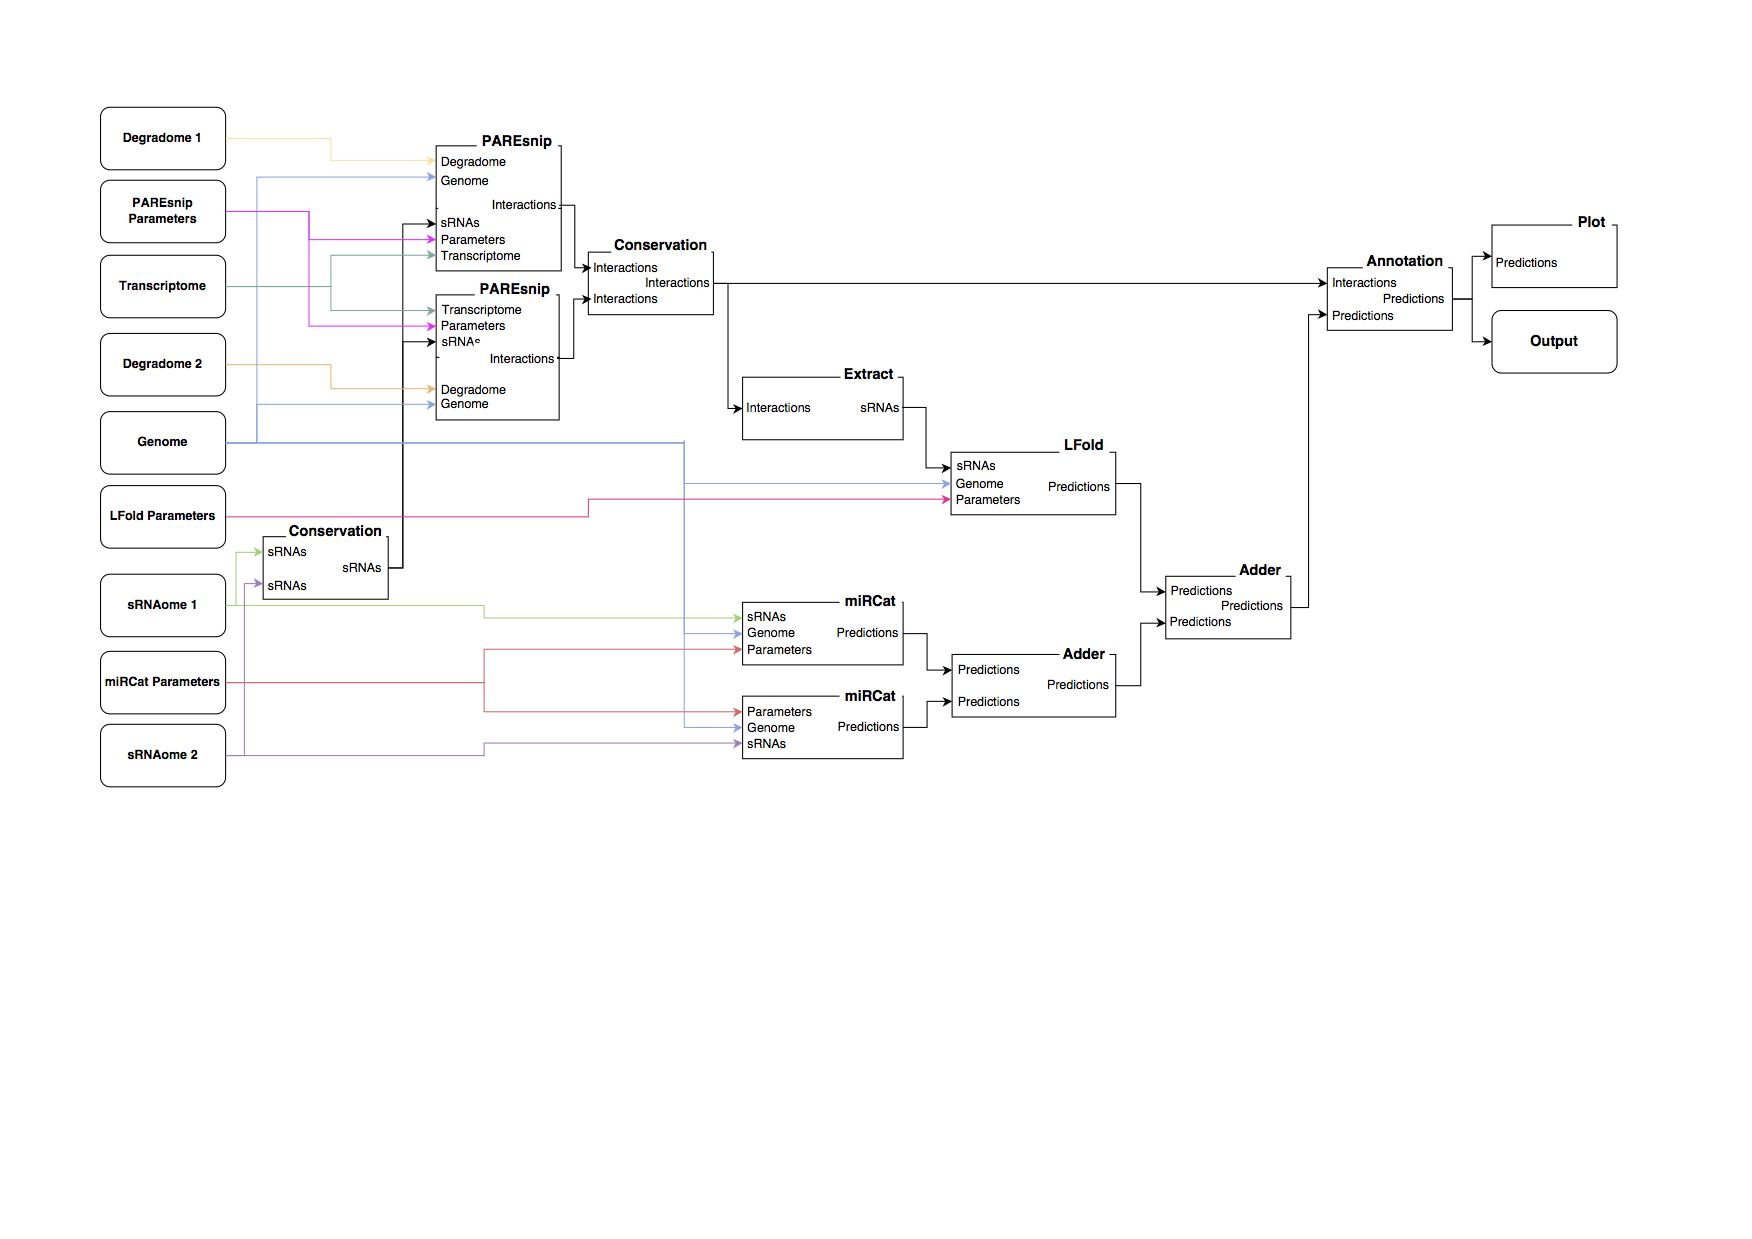 Degradome 1
PAREsnip
Parameters
Transcriptome
Degradome 2
Genome
LFold Parameters
sRNAome 1
miRCat Parameters
sRNAome 2
Conservation
sRNAs
sRNAs
sRNAs
PAREsnip
Degradome
Genome
Interactions
sRNAs
Parameters
Transcriptome
PAREsnip
Transcriptome
Parameters
sRNAs
Interactions
Degradome
Genome
Conservation
Interactions
Interactions
Interactions
Extract
Interactions
sRNAs
LFold
sRNAs
Genome
Predictions
Parameters
miRCat
sRNAs
Genome
Predictions
Parameters
miRCat
Parameters
Genome
Predictions
sRNAs
Adder
Predictions
Predictions
Predictions
Adder
Predictions
Predictions
Predictions
Annotation
Interactions
Predictions
Predictions
Plot
Predictions
Output